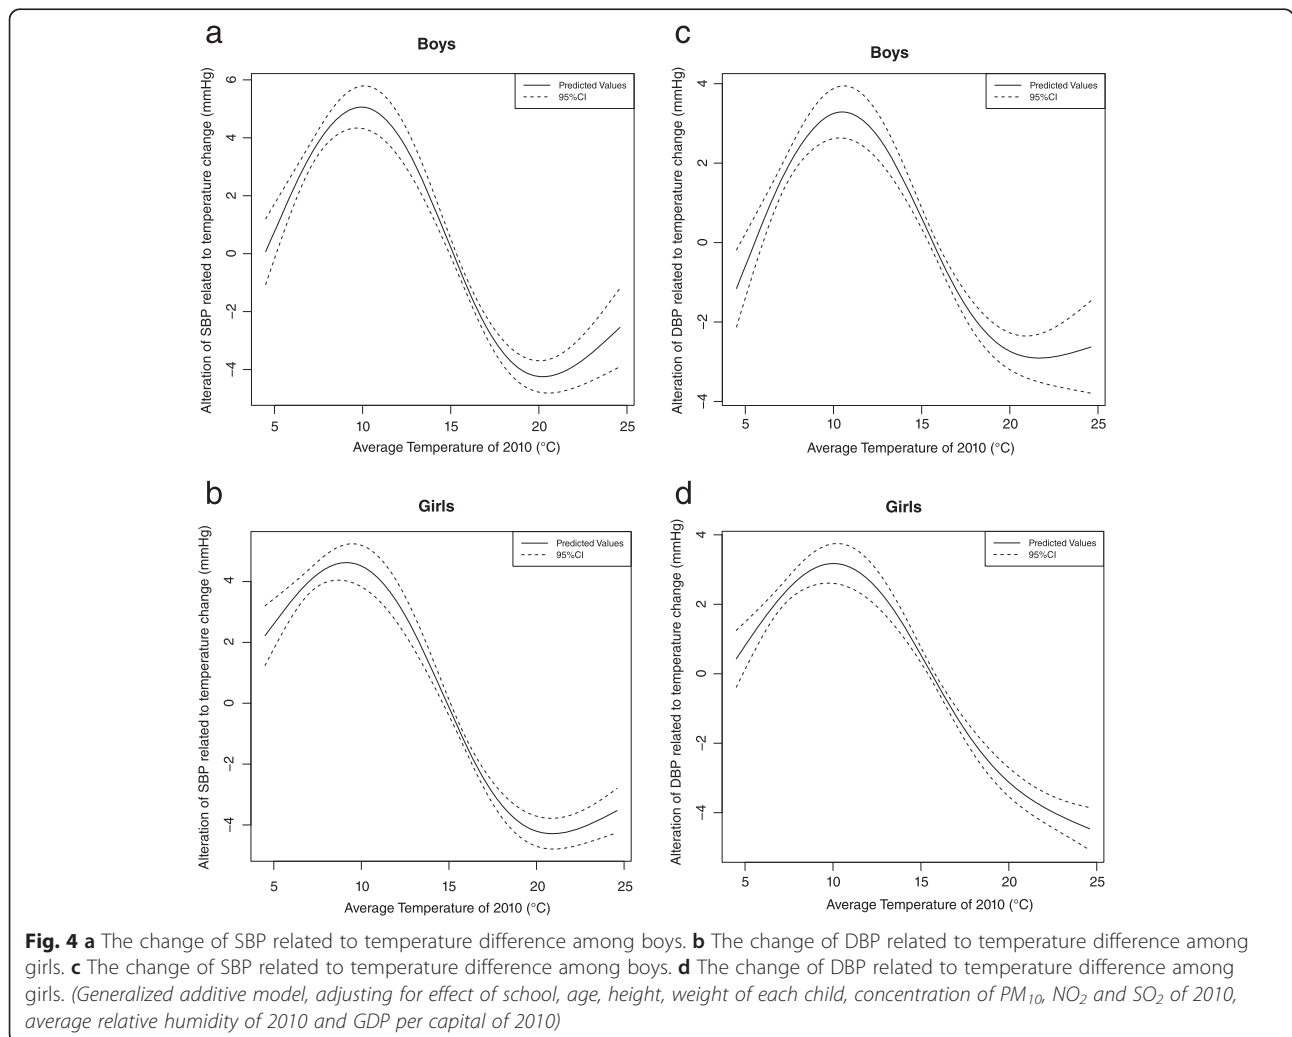 a
Boys
Alteration of SBP related to temperature change (mmHg)
6
4
2
0
−2
−4
Predicted Values
95%CI
5 10 15 20 25
Average Temperature of 2010 (°C)
c
Boys
Alteration of DBP related to temperature change (mmHg)
4
2
0
−2
−4
Predicted Values
95%CI
5 10 15 20 25
Average Temperature of 2010 (°C)
b
Girls
Alteration of SBP related to temperature change (mmHg)
4
2
0
−2
−4
Predicted Values
95%CI
5 10 15 20 25
Average Temperature of 2010 (°C)
d
Girls
Alteration of DBP related to temperature change (mmHg)
4
2
0
−2
−4
Predicted Values
95%CI
5 10 15 20 25
Average Temperature of 2010 (°C)
Fig. 4 a The change of SBP related to temperature difference among boys. b The change of DBP related to temperature difference among
girls. c The change of SBP related to temperature difference among boys. d The change of DBP related to temperature difference among
girls. (Generalized additive model, adjusting for effect of school, age, height, weight of each child, concentration of PM10, NO2 and SO2 of 2010,
average relative humidity of 2010 and GDP per capital of 2010)